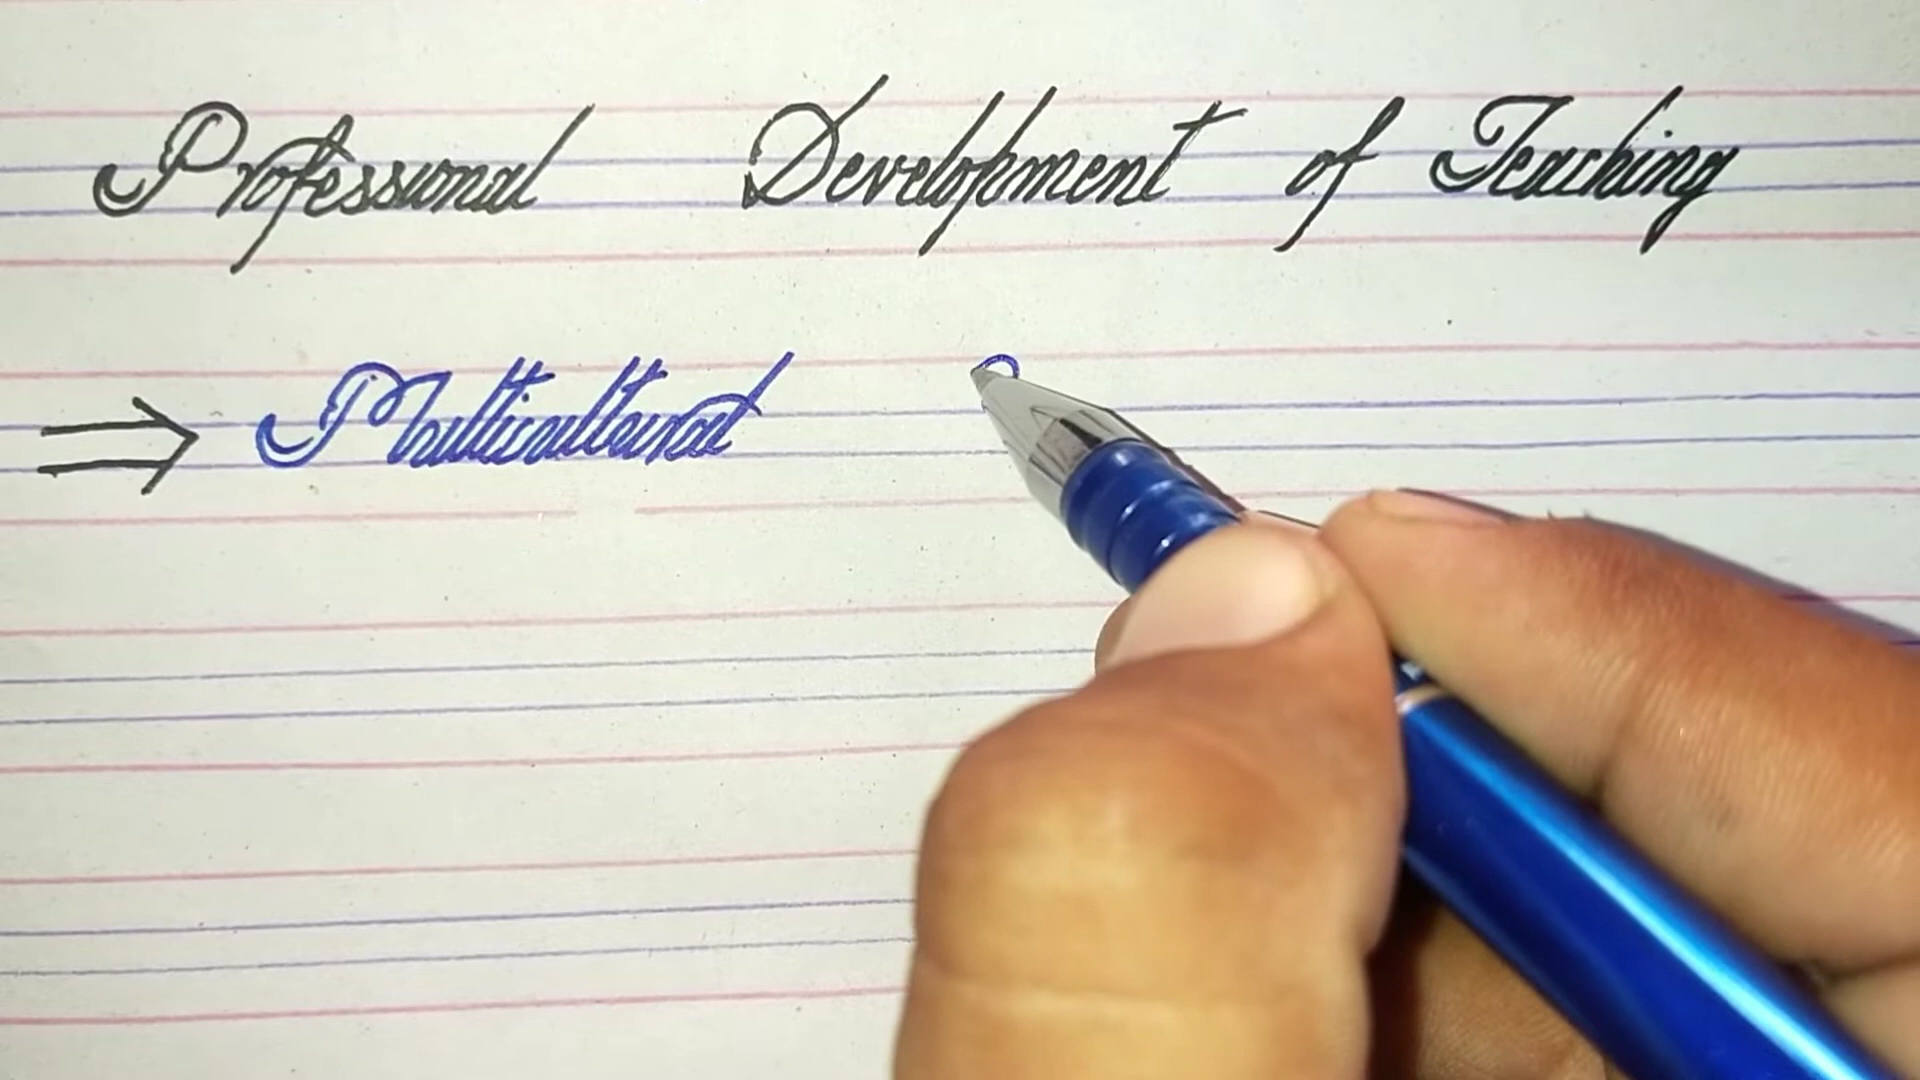 Professional Development of Teaching
⇒ Multicultural